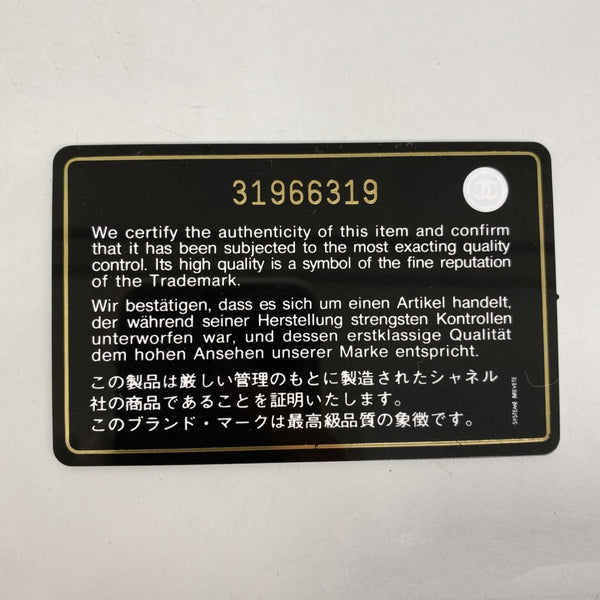 31966319
We certify the authenticity of this item and confirm
that it has been subjected to the most exacting quality
control. Its high quality is a symbol of the fine reputation
of the Trademark.
Wir bestätigen, dass es sich um einen Artikel handelt,
der während seiner Herstellung strengsten Kontrollen
unterworfen war, und dessen erstklassige Qualität
dem hohen Ansehen unserer Marke entspricht.
この製品は厳しい管理のもとに製造されたシャネル
社の商品であることを証明いたします。
このブランド・マークは最高級品質の象徴です。
SYSTEME BREVETE